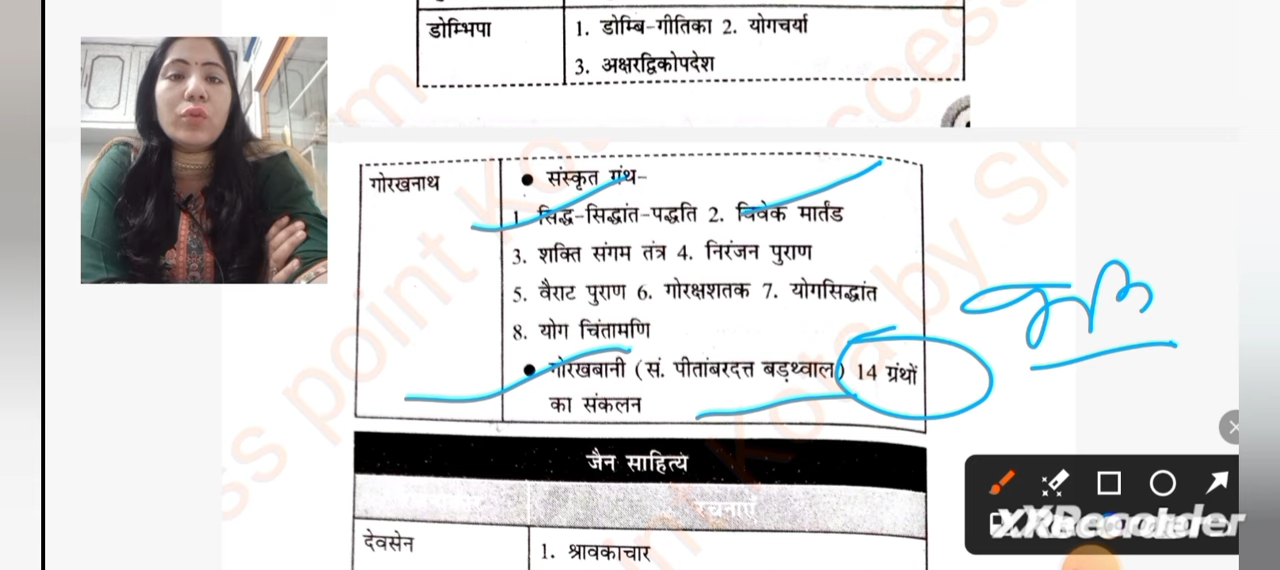 डोम्भिपा
1. डोम्बि-गीतिका 2. योगचर्या
3. अक्षरद्विकोपदेश
गोरखनाथ
● संस्कृत ग्रंथ-
1. सिद्ध-सिद्धांत-पद्धति 2. विवेक मार्तंड
3. शक्ति संगम तंत्र 4. निरंजन पुराण
5. वैराट पुराण 6. गोरक्षशतक 7. योगसिद्धांत
8. योग चिंतामणि
● गोरखबानी (सं. पीतांबरदत्त बड़थ्वाल) 14 ग्रंथों
का संकलन
जैन साहित्य
रचनाएँ
देवसेन
1. श्रावकाचार
XRecorder